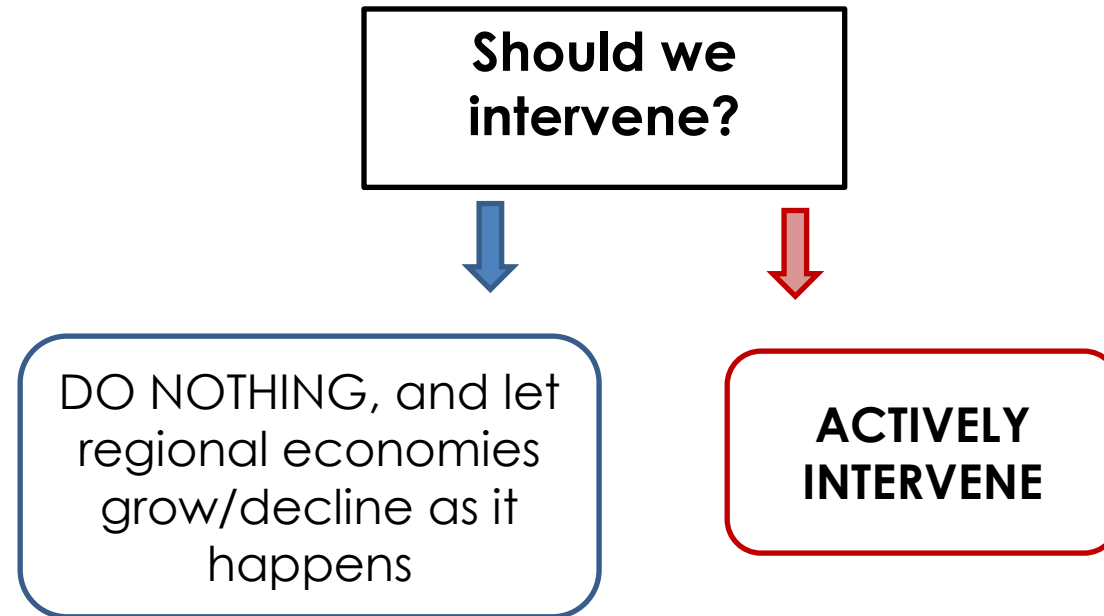 Should we
intervene?
DO NOTHING, and let
regional economies
grow/decline as it
happens
ACTIVELY
INTERVENE